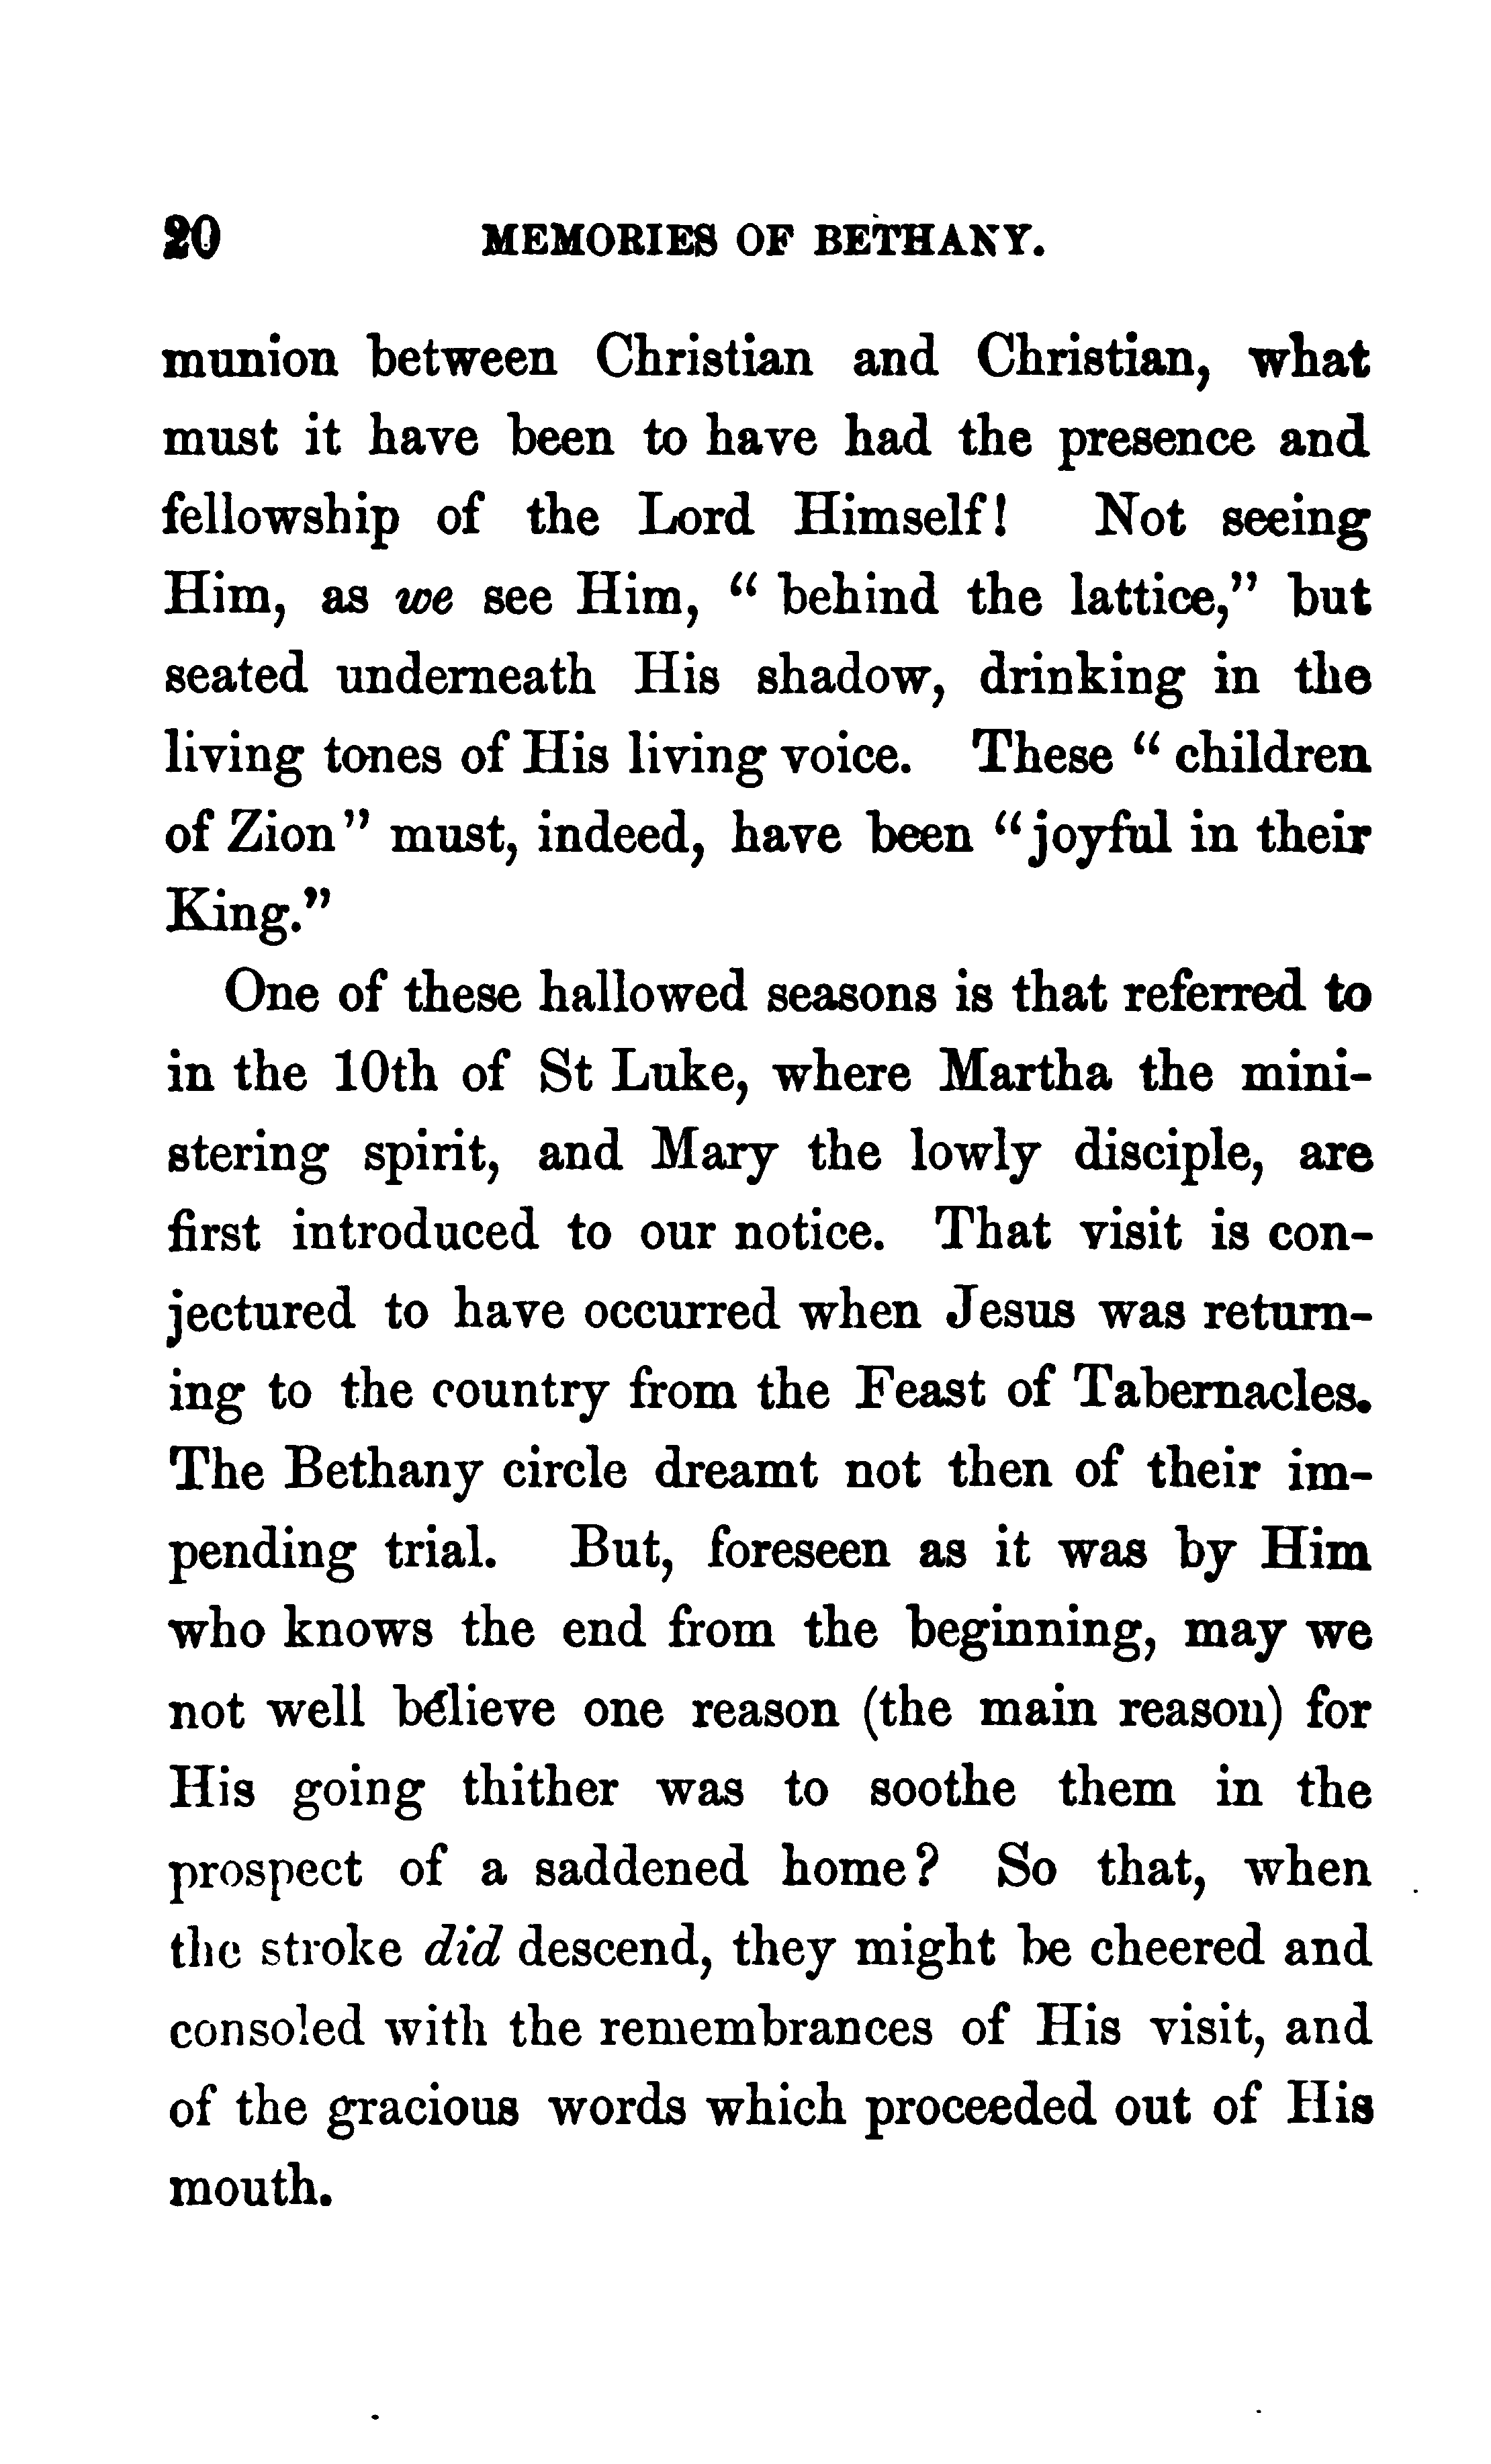 20 MEMORIES OF BETHANY.
munion between Christian and Christian, what
must it have been to have had the presence and
fellowship of the Lord Himself! Not seeing
Him, as we see Him, “ behind the lattice,” but
seated underneath His shadow, drinking in the
living tones of His living voice. These “ children
of Zion” must, indeed, have been “joyful in their
King.”
One of these hallowed seasons is that referred to
in the 10th of St Luke, where Martha the mini-
stering spirit, and Mary the lowly disciple, are
first introduced to our notice. That visit is con-
jectured to have occurred when Jesus was return-
ing to the country from the Feast of Tabernacles.
The Bethany circle dreamt not then of their im-
pending trial. But, foreseen as it was by Him
who knows the end from the beginning, may we
not well believe one reason (the main reason) for
His going thither was to soothe them in the
prospect of a saddened home? So that, when
the stroke did descend, they might be cheered and
consoled with the remembrances of His visit, and
of the gracious words which proceeded out of His
mouth.